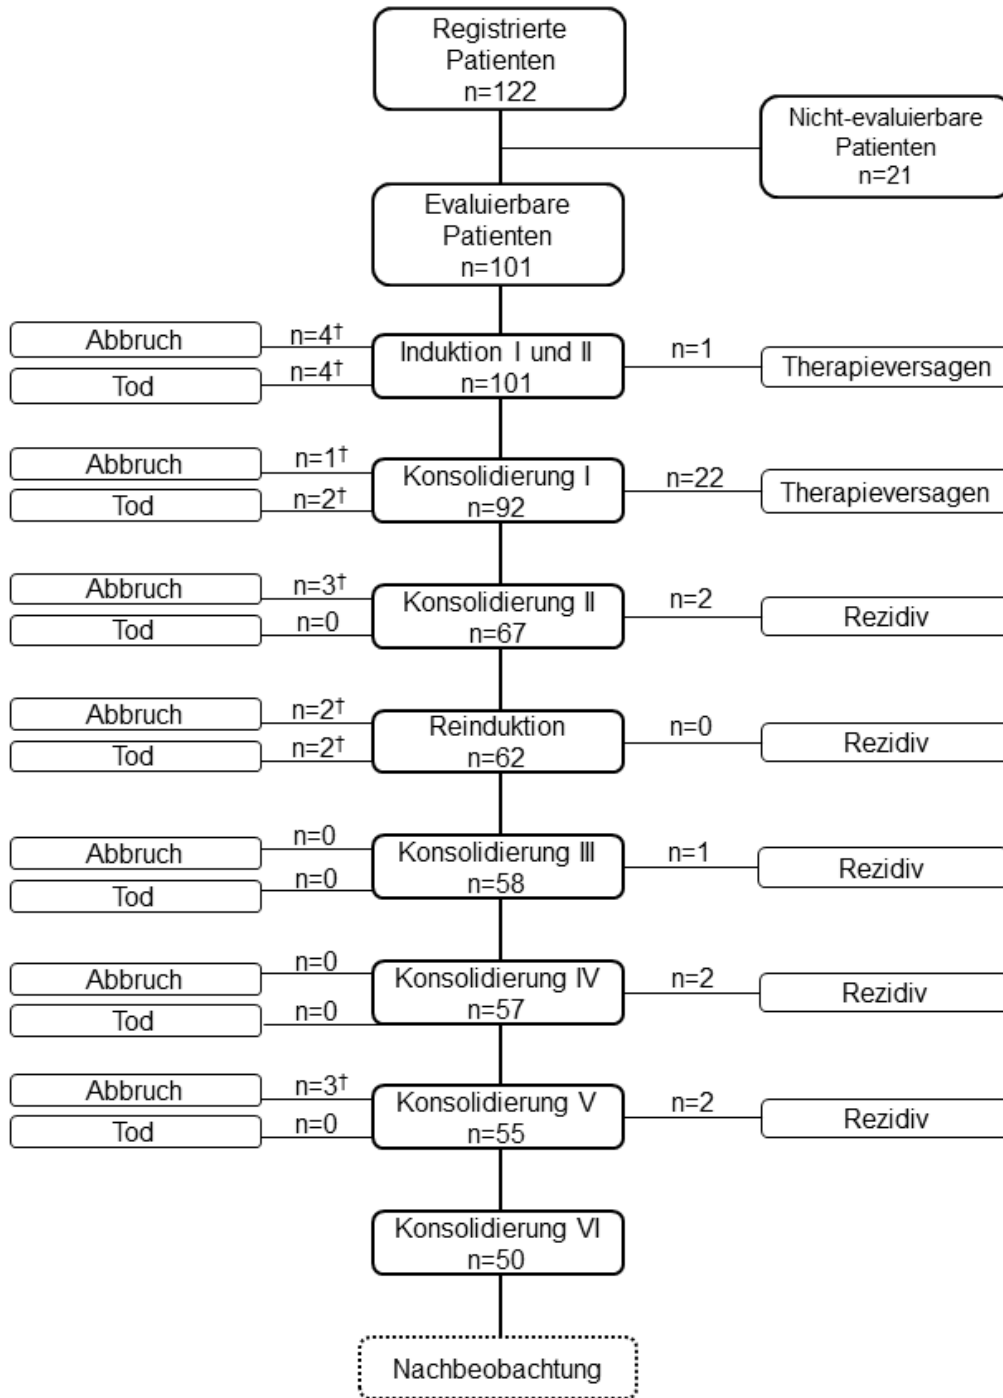 Registrierte
Patienten
n=122
Nicht-evaluierbare
Patienten
n=21
Evaluierbare
Patienten
n=101
Abbruch
n=4†
Tod
n=4†
Induktion I und II
n=101
n=1
Therapieversagen
Abbruch
n=1†
Tod
n=2†
Konsolidierung I
n=92
n=22
Therapieversagen
Abbruch
n=3†
Tod
n=0
Konsolidierung II
n=67
n=2
Rezidiv
Abbruch
n=2†
Tod
n=2†
Reinduktion
n=62
n=0
Rezidiv
Abbruch
n=0
Tod
n=0
Konsolidierung III
n=58
n=1
Rezidiv
Abbruch
n=0
Tod
n=0
Konsolidierung IV
n=57
n=2
Rezidiv
Abbruch
n=3†
Tod
n=0
Konsolidierung V
n=55
n=2
Rezidiv
Konsolidierung VI
n=50
Nachbeobachtung